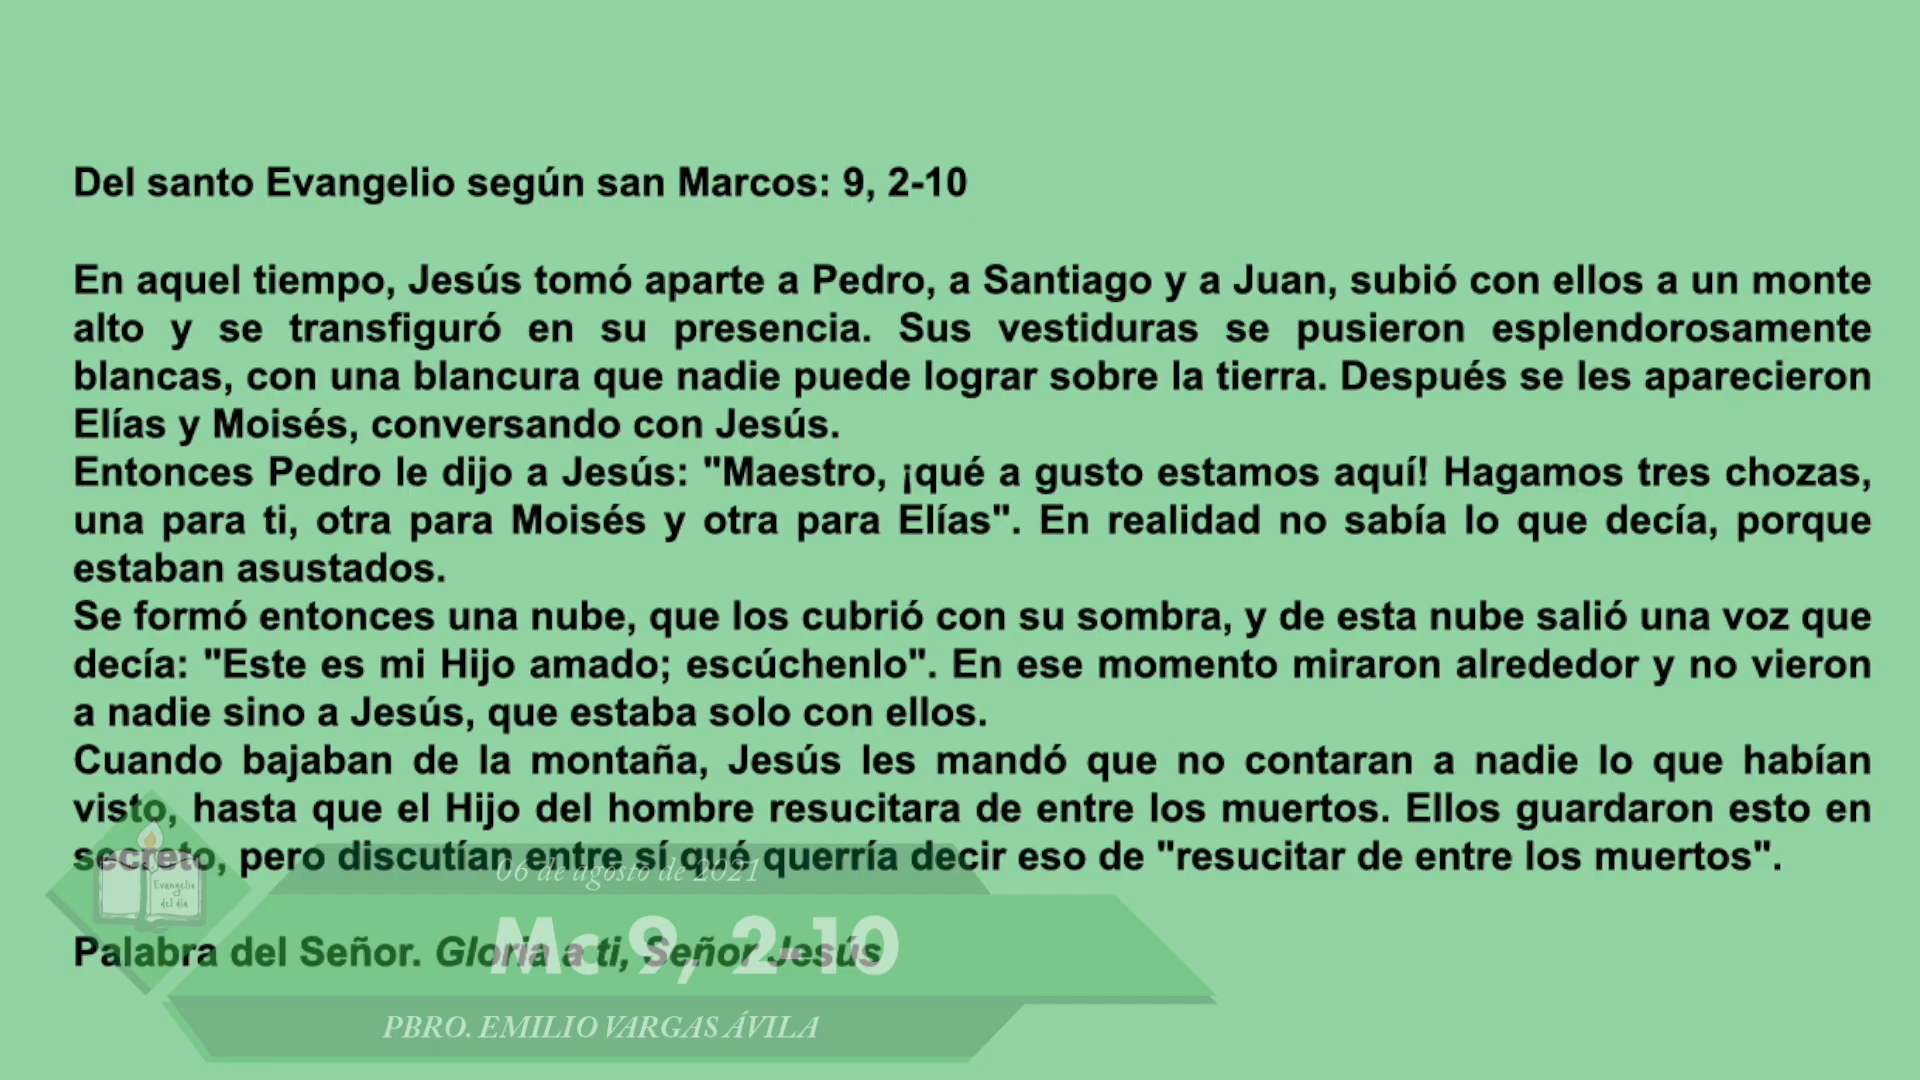 Del santo Evangelio según san Marcos: 9, 2-10
En aquel tiempo, Jesús tomó aparte a Pedro, a Santiago y a Juan, subió con ellos a un monte
alto y se transfiguró en su presencia. Sus vestiduras se pusieron esplendorosamente
blancas, con una blancura que nadie puede lograr sobre la tierra. Después se les aparecieron
Elías y Moisés, conversando con Jesús.
Entonces Pedro le dijo a Jesús: "Maestro, ¡qué a gusto estamos aquí! Hagamos tres chozas,
una para ti, otra para Moisés y otra para Elías". En realidad no sabía lo que decía, porque
estaban asustados.
Se formó entonces una nube, que los cubrió con su sombra, y de esta nube salió una voz que
decía: "Este es mi Hijo amado; escúchenlo". En ese momento miraron alrededor y no vieron
a nadie sino a Jesús, que estaba solo con ellos.
Cuando bajaban de la montaña, Jesús les mandó que no contaran a nadie lo que habían
visto, hasta que el Hijo del hombre resucitara de entre los muertos. Ellos guardaron esto en
secreto, pero discutían entre sí qué querría decir eso de "resucitar de entre los muertos".
06 de agosto de 2021
Evangelio
del día
Palabra del Señor. Gloria a ti, Señor Jesús
Mc 9, 2-10
PBRO. EMILIO VARGAS ÁVILA